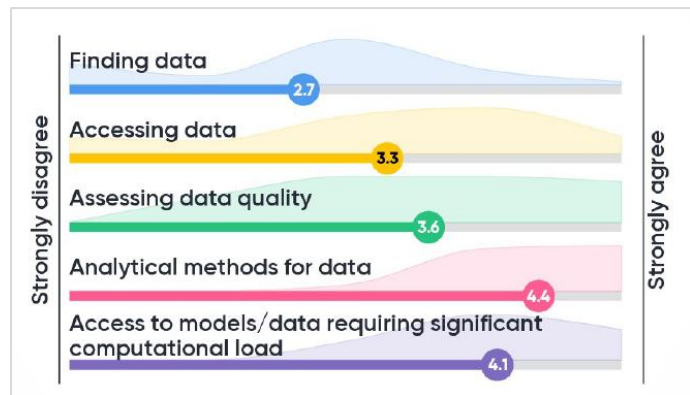 Strongly disagree
Finding data
2.7
Accessing data
3.3
Assessing data quality
3.6
Analytical methods for data
4.4
Access to models/data requiring significant
computational load
4.1
Strongly agree